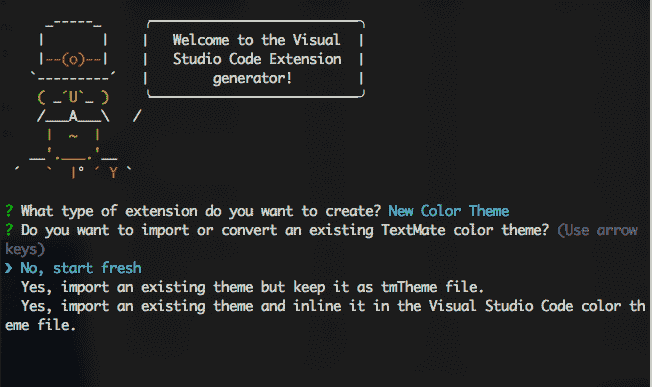 Welcome to the Visual
Studio Code Extension
generator!
? What type of extension do you want to create? New Color Theme
? Do you want to import or convert an existing TextMate color theme? (Use arrow
keys)
❯ No, start fresh
Yes, import an existing theme but keep it as tmTheme file.
Yes, import an existing theme and inline it in the Visual Studio Code color th
eme file.